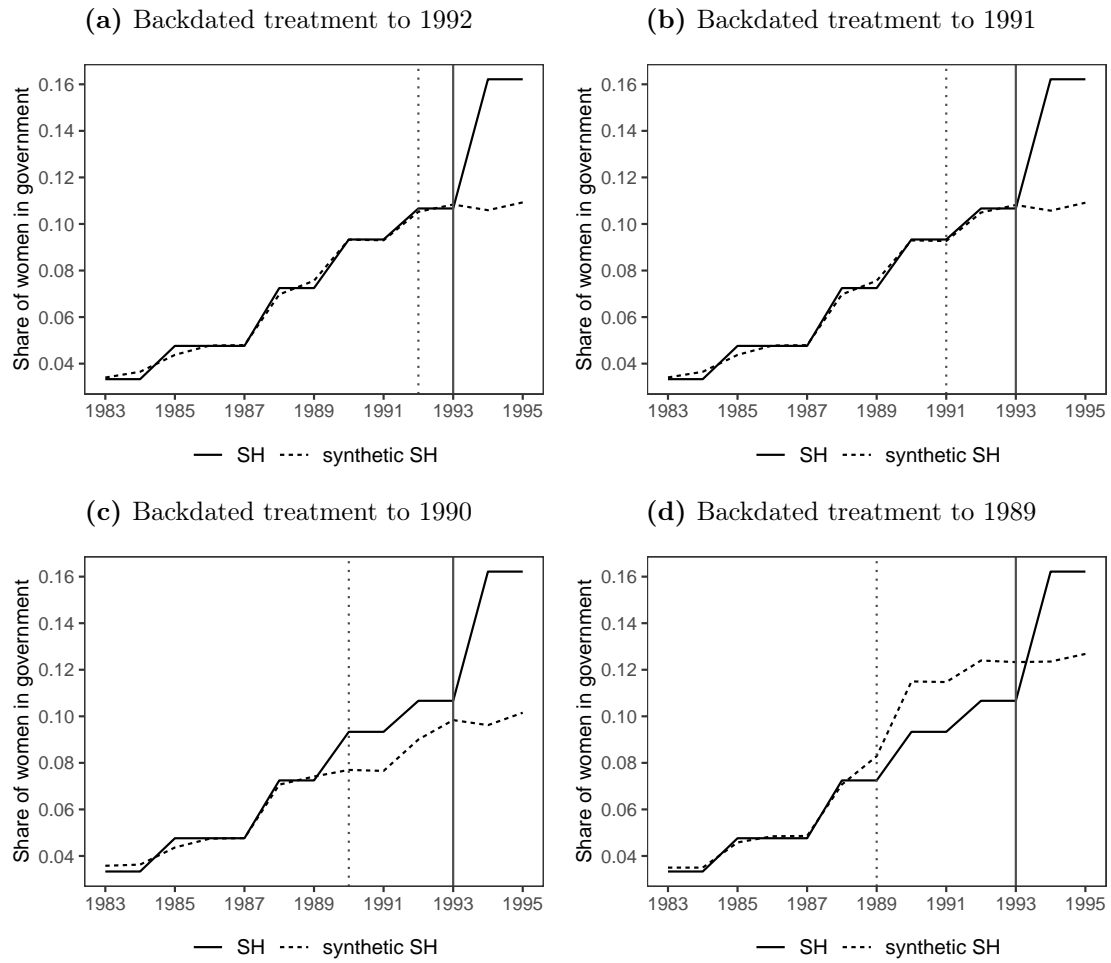 (a) Backdated treatment to 1992
(b) Backdated treatment to 1991
Share of women in government
0.16
0.14
0.12
0.10
0.08
0.06
0.04
1983 1985 1987 1989 1991 1993 1995
SH synthetic SH
Share of women in government
0.16
0.14
0.12
0.10
0.08
0.06
0.04
1983 1985 1987 1989 1991 1993 1995
SH synthetic SH
(c) Backdated treatment to 1990
(d) Backdated treatment to 1989
Share of women in government
0.16
0.14
0.12
0.10
0.08
0.06
0.04
1983 1985 1987 1989 1991 1993 1995
SH synthetic SH
Share of women in government
0.16
0.14
0.12
0.10
0.08
0.06
0.04
1983 1985 1987 1989 1991 1993 1995
SH synthetic SH